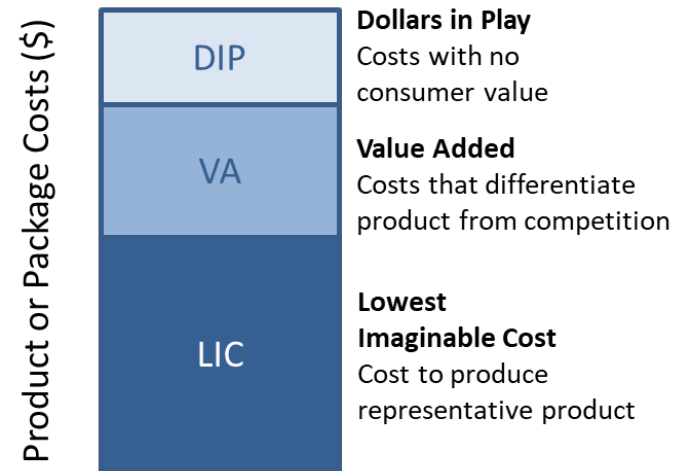 Product or Package Costs ($)
DIP
Dollars in Play
Costs with no
consumer value
VA
Value Added
Costs that differentiate
product from competition
LIC
Lowest
Imaginable Cost
Cost to produce
representative product